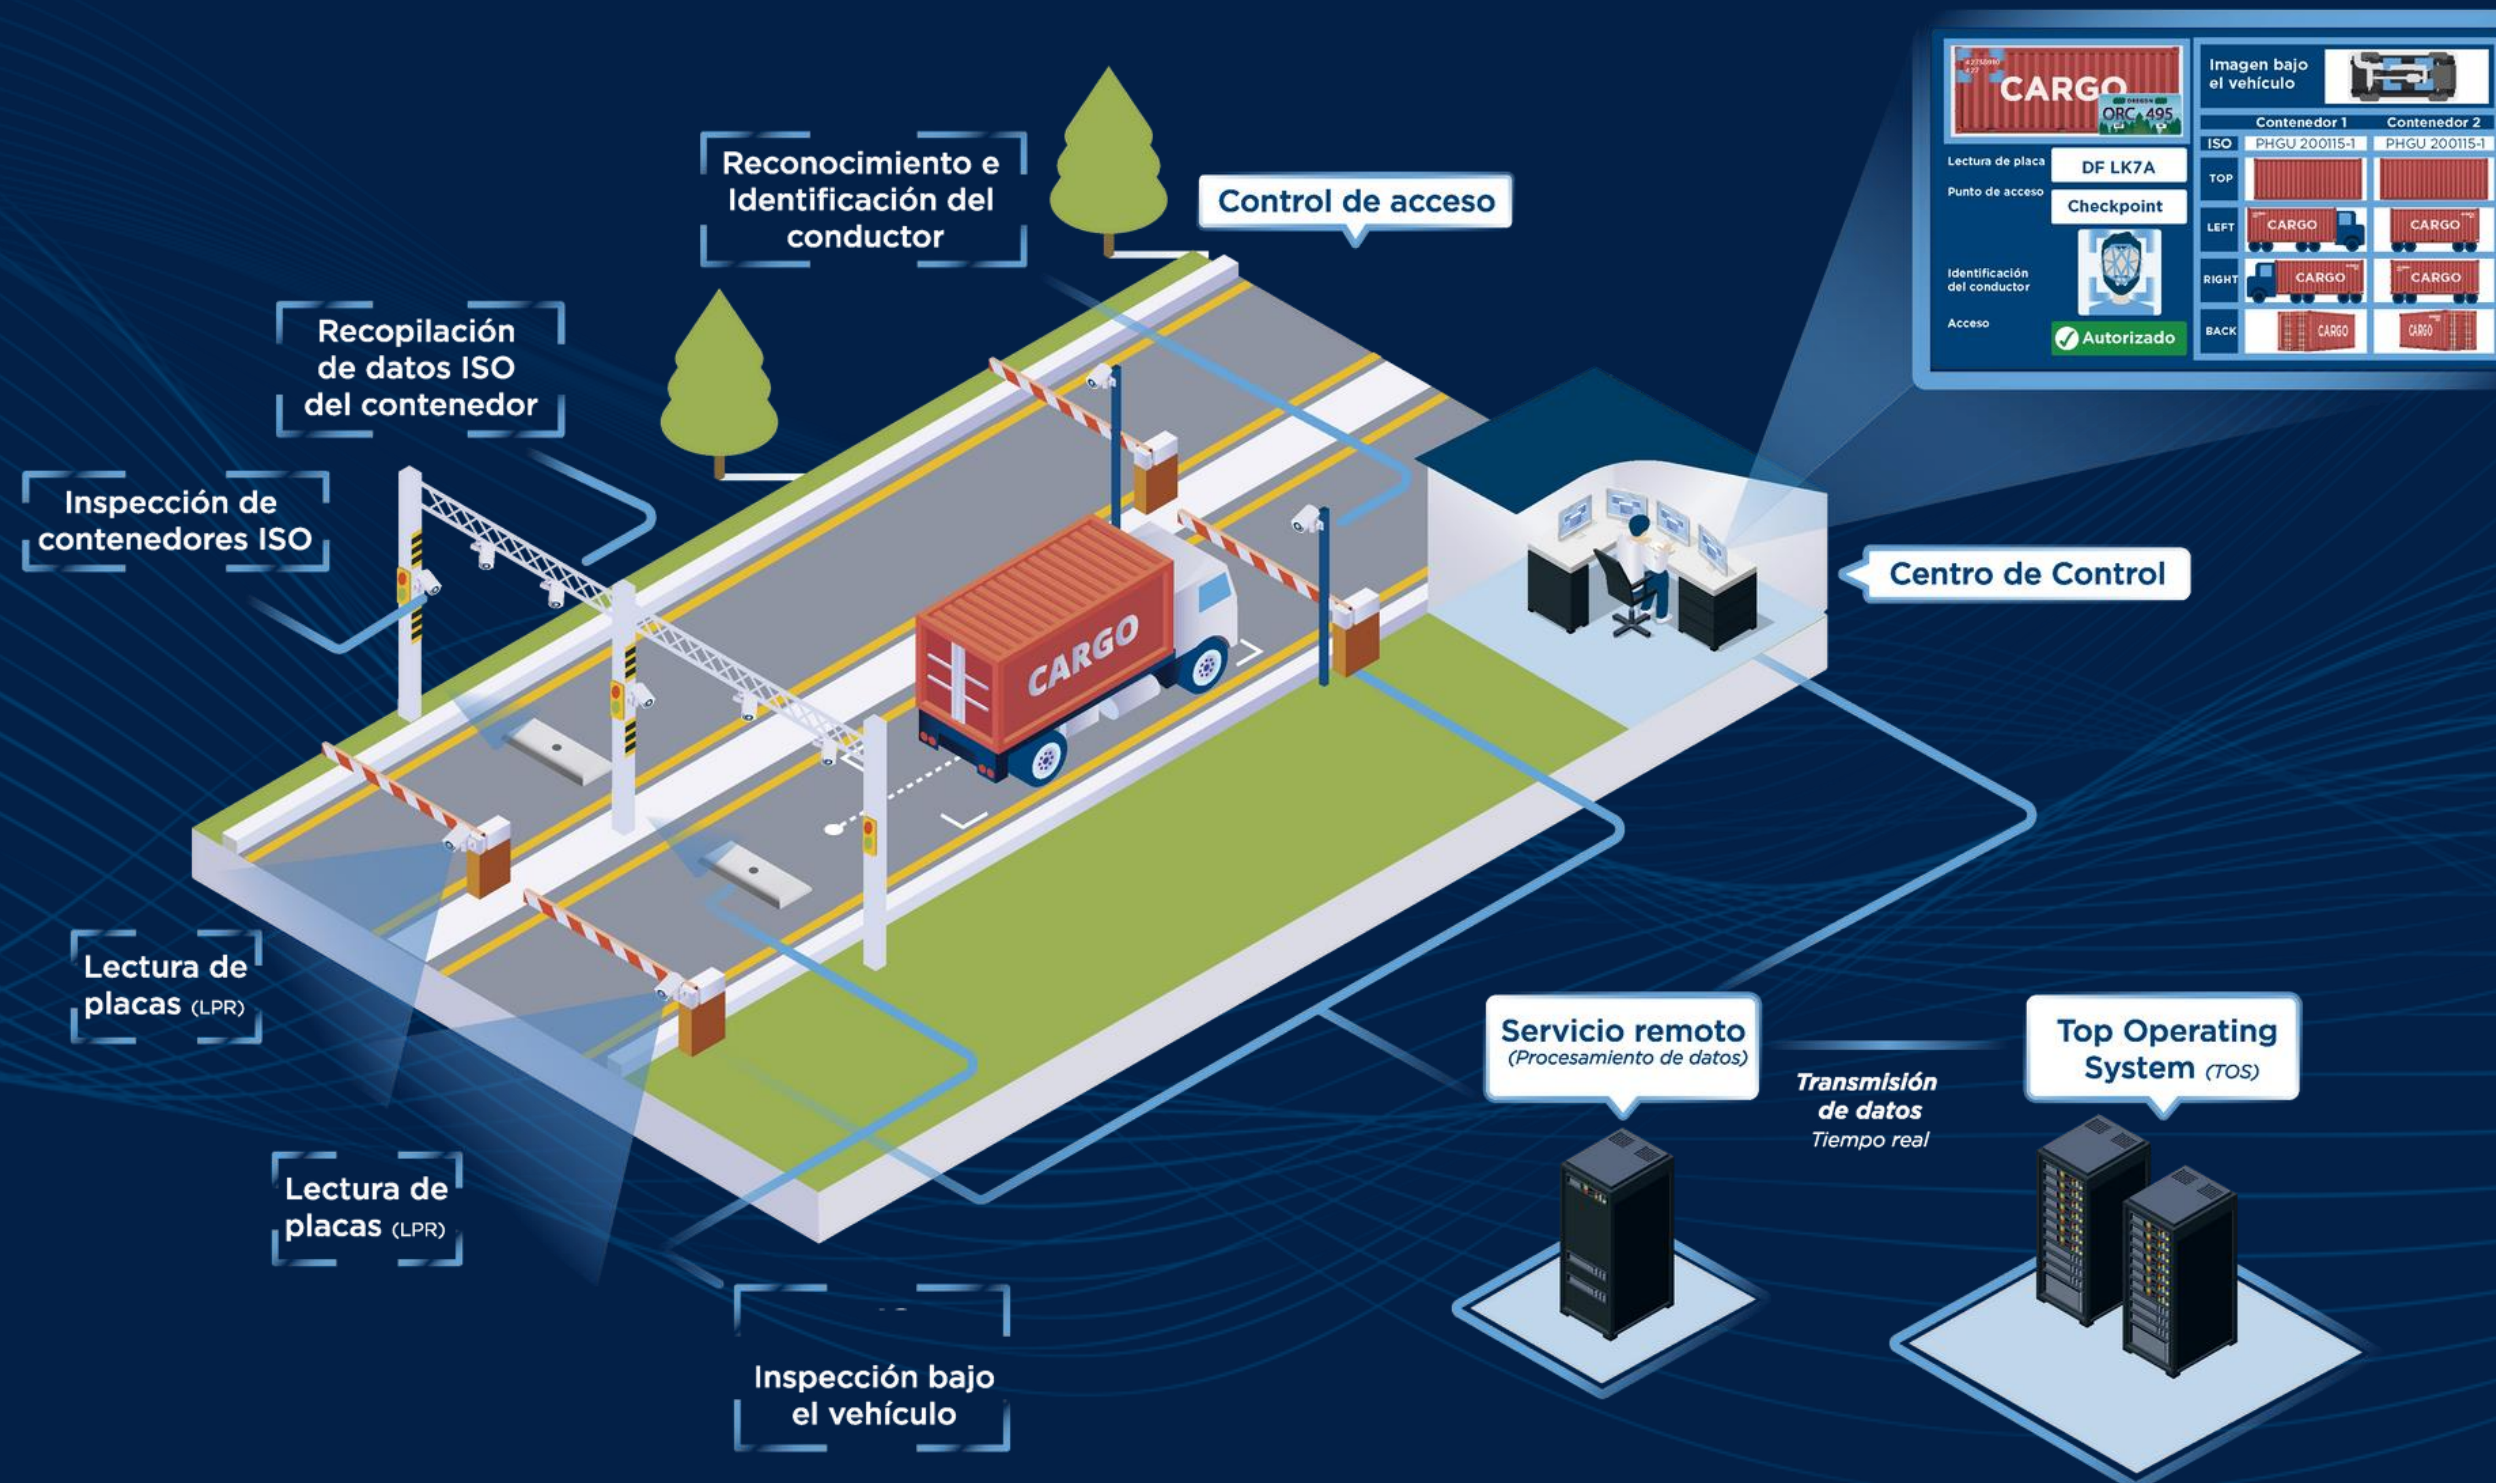 Reconocimiento e
Identificación del
conductor
Control de acceso
Recopilación
de datos ISO
del contenedor
Inspección de
contenedores ISO
CARGO
Centro de Control
Lectura de
placas (LPR)
Lectura de
placas (LPR)
Inspección bajo
el vehículo
Servicio remoto
(Procesamiento de datos)
Transmisión
de datos
Tiempo real
Top Operating
System (TOS)
CARGO
OREGON
ORC 495
Lectura de placa
DF LK7A
Punto de acceso
Checkpoint
Identificación
del conductor
Acceso
Autorizado
Imagen bajo
el vehículo
Contenedor 1 Contenedor 2
ISO PHGU 200115-1 PHGU 200115-1
TOP
LEFT CARGO CARGO
RIGHT CARGO CARGO
BACK CARGO CARGO